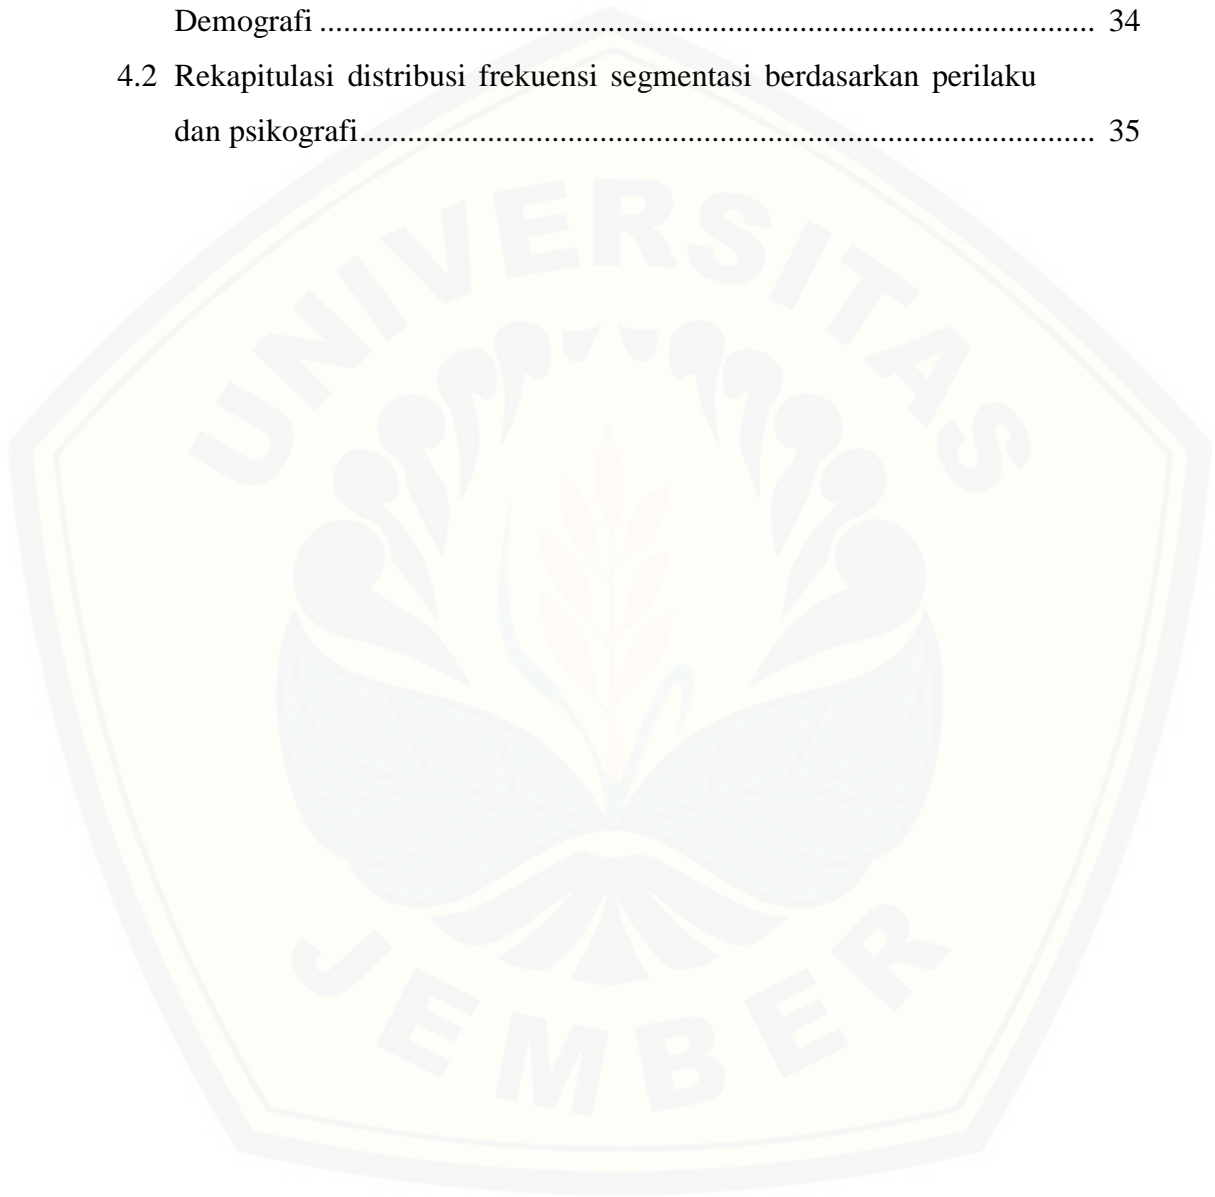 Demografi ................................................................................................ 34
4.2 Rekapitulasi distribusi frekuensi segmentasi berdasarkan perilaku
dan psikografi........................................................................................... 35
UNIVERSITAS
JEMBER